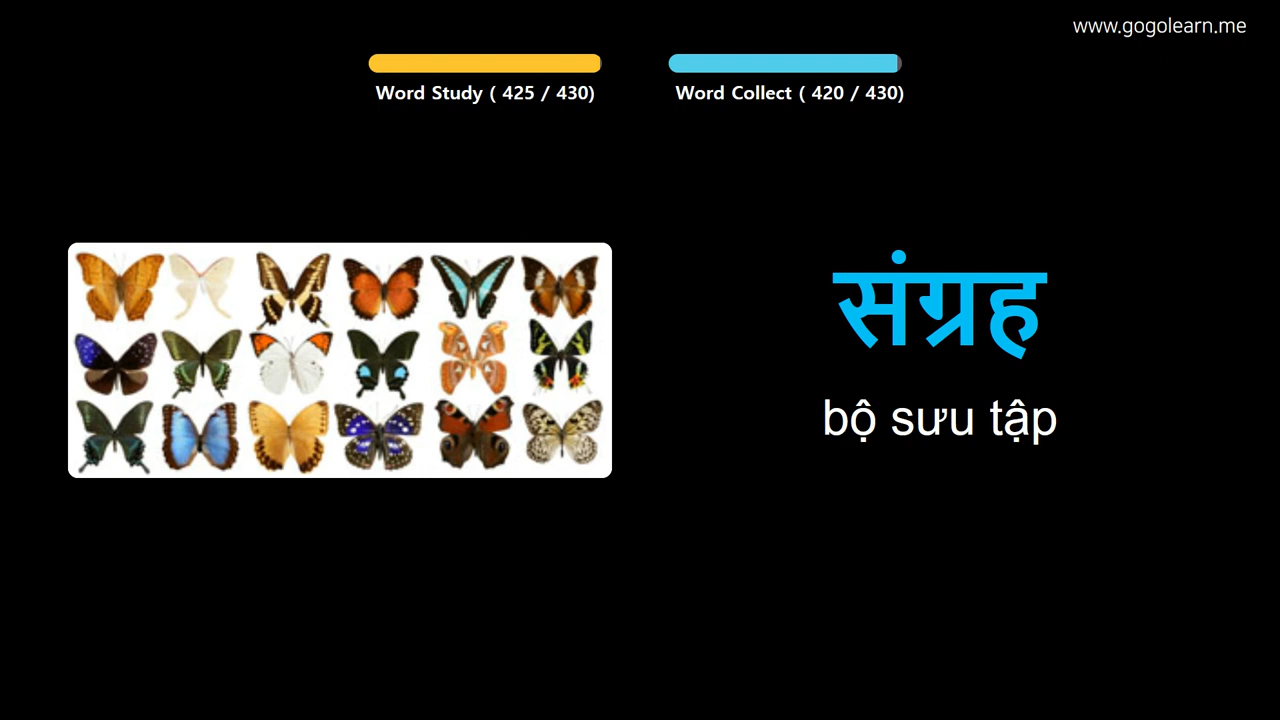 www.gogolearn.me
Word Study ( 425 / 430)
Word Collect ( 420 / 430)
संग्रह
bộ sưu tập